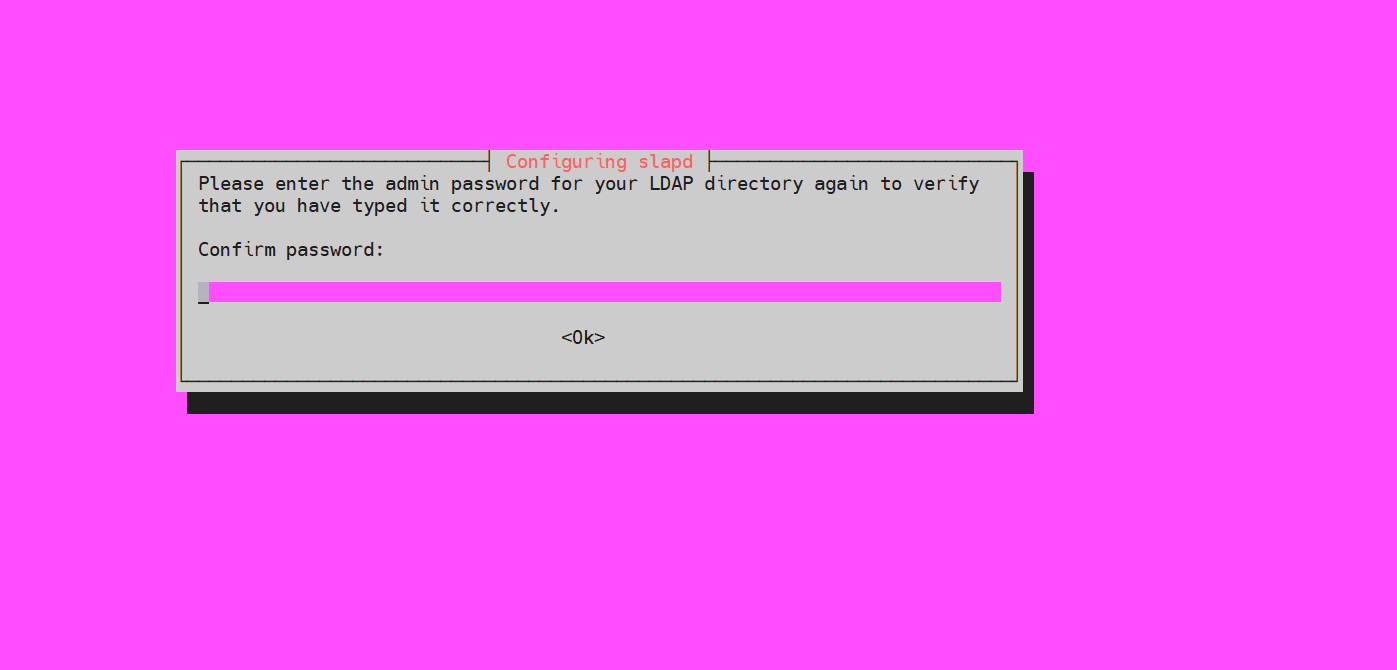 Configuring slapd
Please enter the admin password for your LDAP directory again to verify
that you have typed it correctly.
Confirm password:
<Ok>